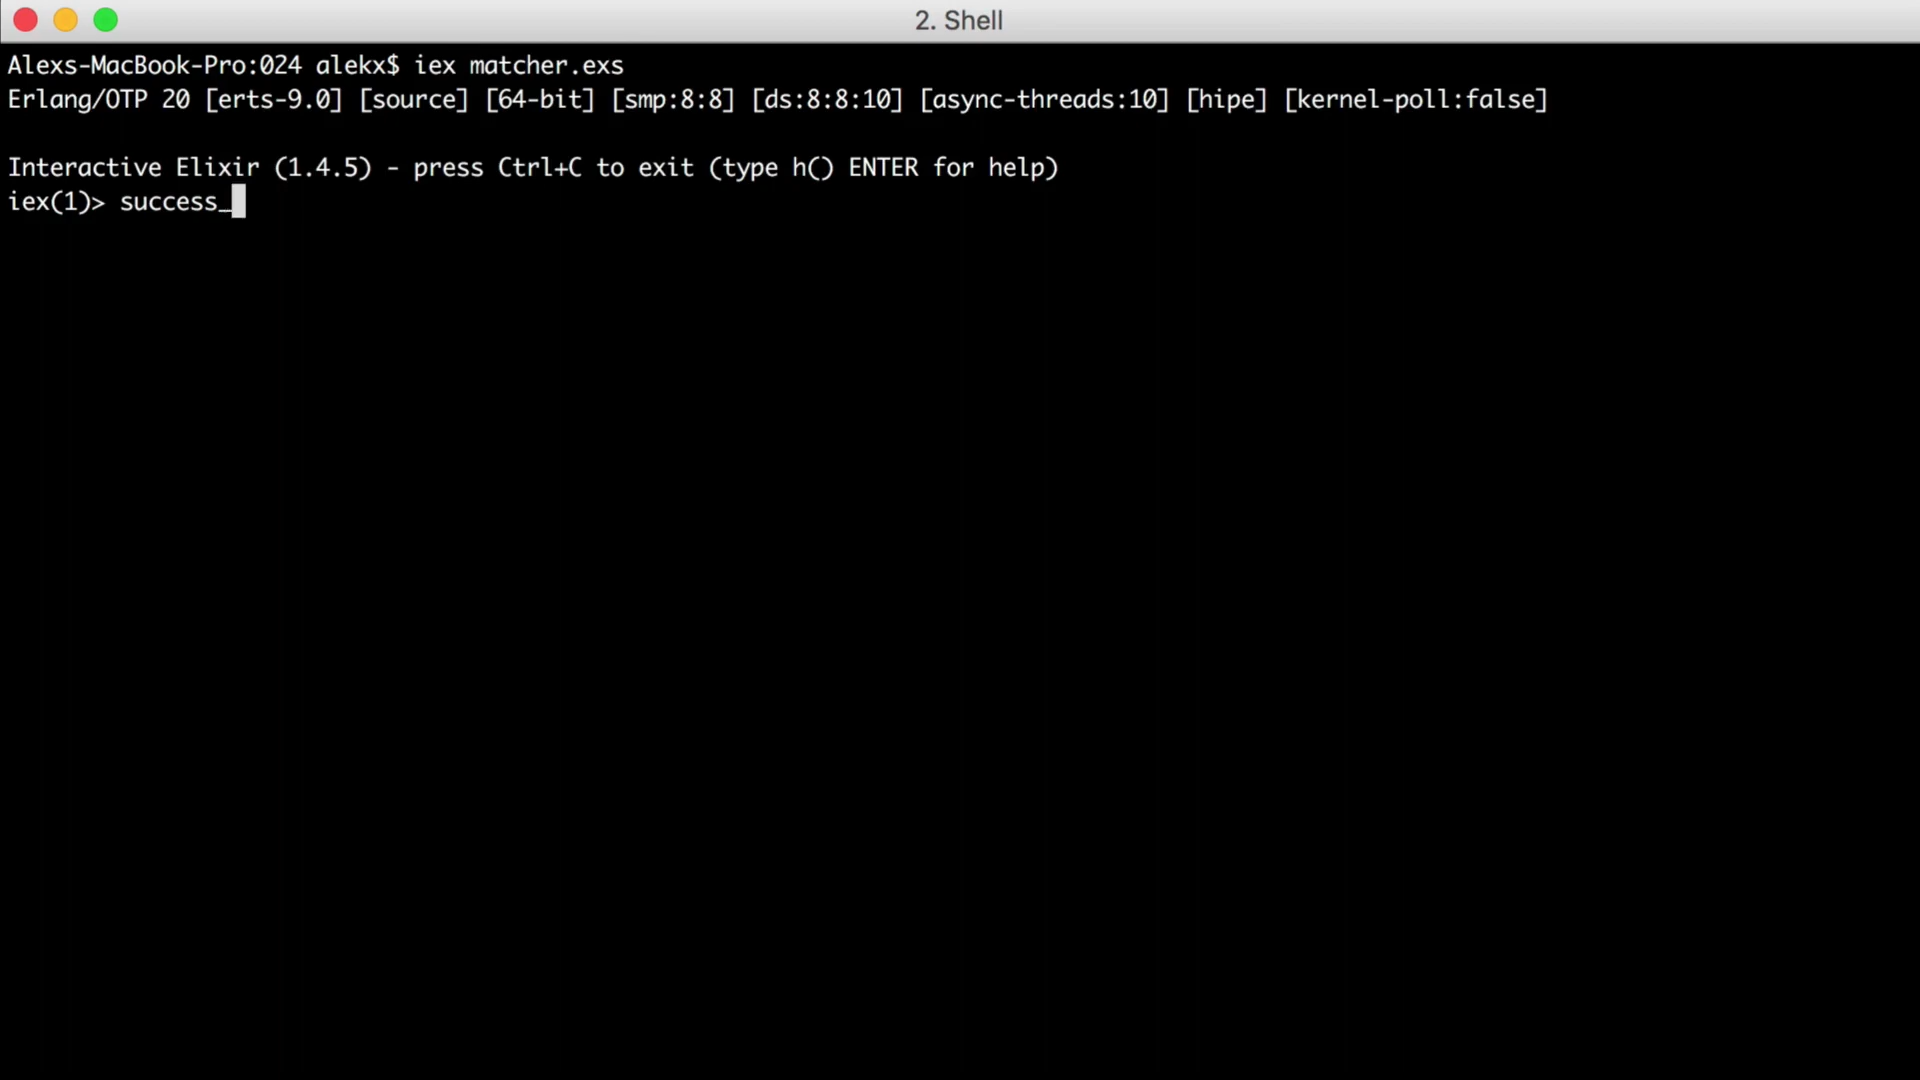 2. Shell
Alexs-MacBook-Pro:024 alekx$ iex matcher.exs
Erlang/OTP 20 [erts-9.0] [source] [64-bit] [smp:8:8] [ds:8:8:10] [async-threads:10] [hipe] [kernel-poll:false]
Interactive Elixir (1.4.5) - press Ctrl+C to exit (type h() ENTER for help)
iex(1)> success_